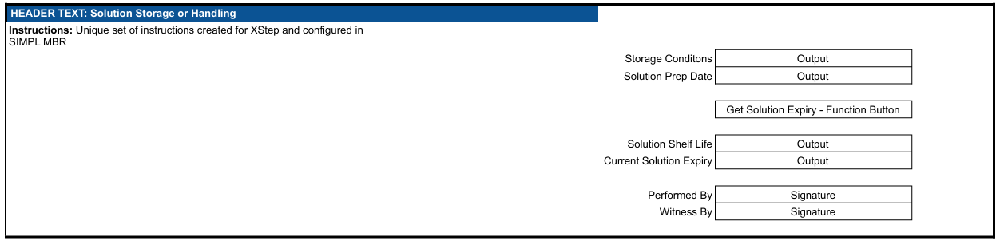 HEADER TEXT: Solution Storage or Handling
Instructions: Unique set of instructions created for XStep and configured in
SIMPL MBR
Storage Conditons Output
Solution Prep Date Output
Get Solution Expiry - Function Button
Solution Shelf Life Output
Current Solution Expiry Output
Performed By Signature
Witness By Signature